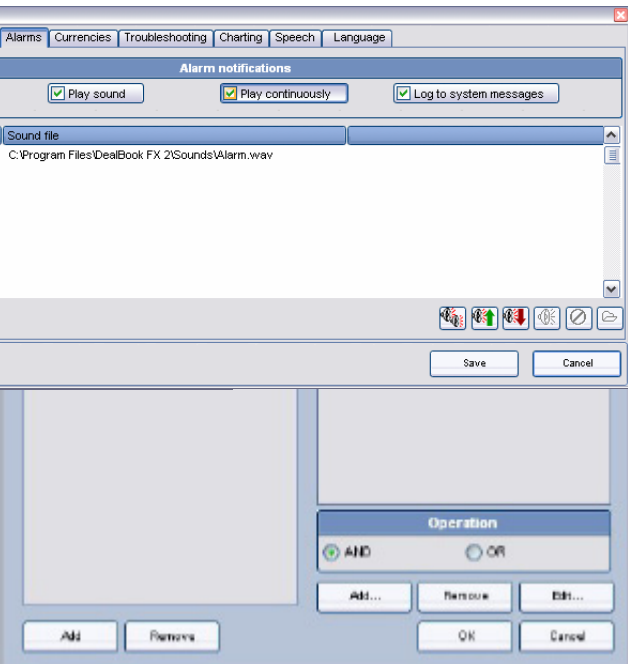 Alarms Currencies Troubleshooting Charting Speech Language
Alarm notifications
Play sound Play continuously Log to system messages
Sound file
C:\Program Files\DealBook FX 2\Sounds\Alarm.wav
Save Cancel
Operation
AND OR
Add... Remove Edit...
Add Remove OK Cancel